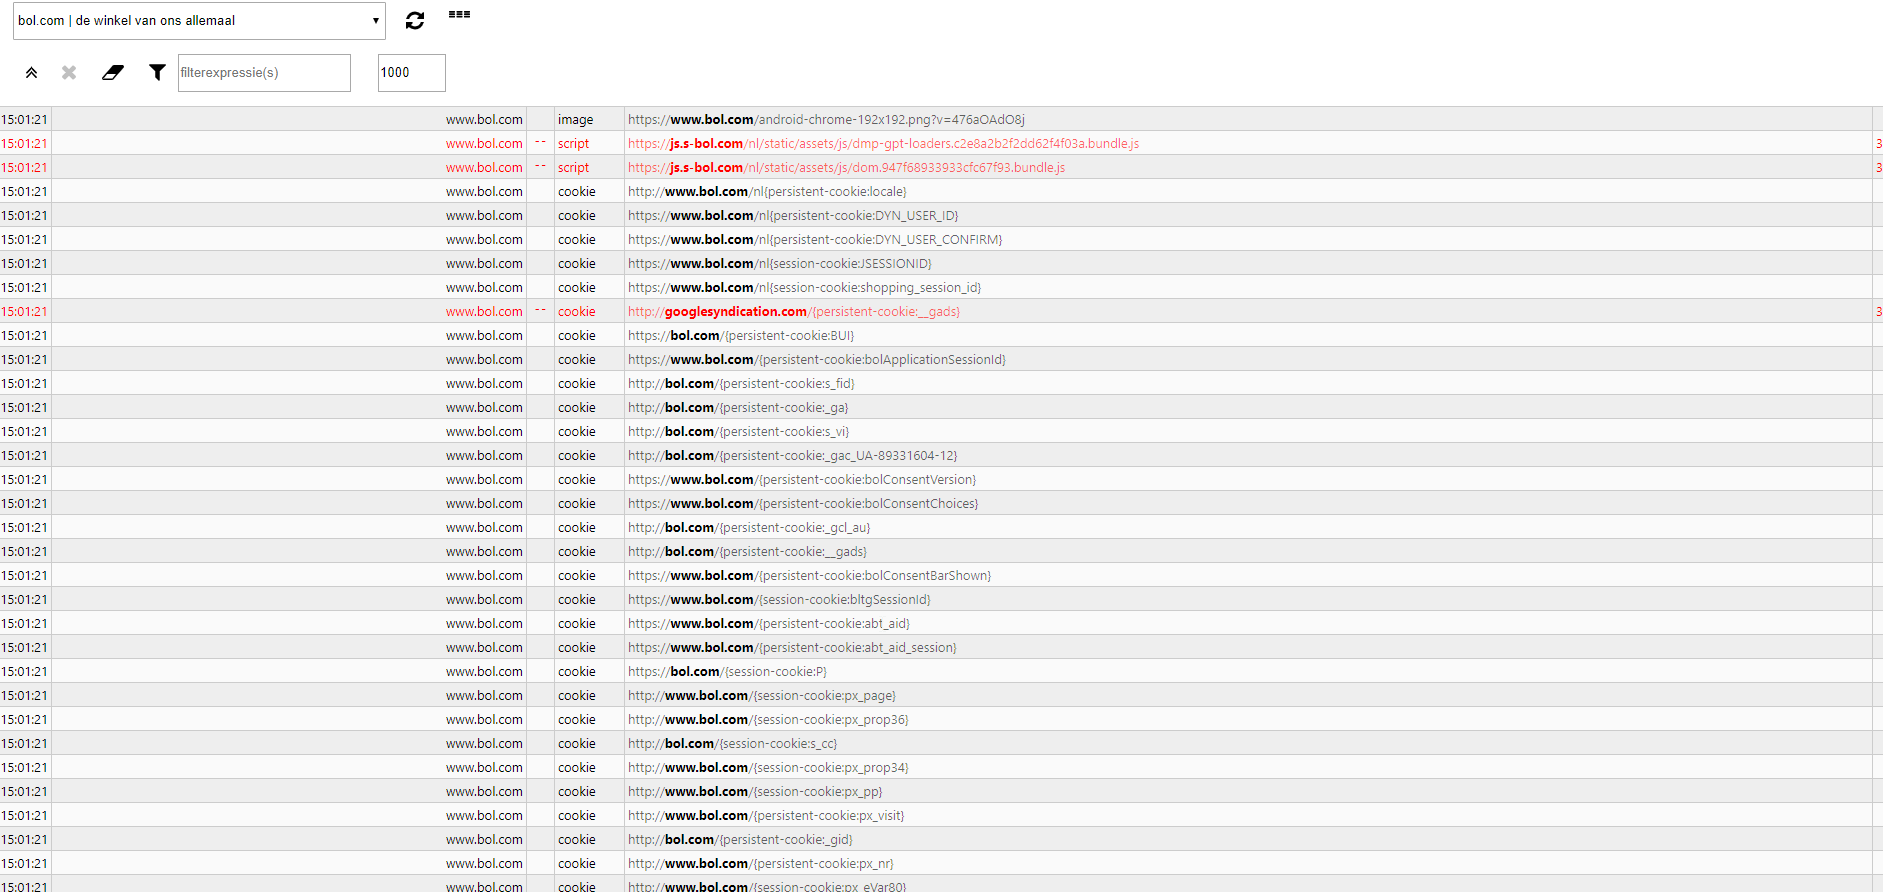 bol.com | de winkel van ons allemaal
filterexpressie(s) 1000
15:01:21 www.bol.com image https://www.bol.com/android-chrome-192x192.png?v=476aOAdO8j
15:01:21 www.bol.com -- script https://js.s-bol.com/nl/static/assets/js/dmp-gpt-loaders.c2e8a2b2f2dd62f4f03a.bundle.js 3
15:01:21 www.bol.com -- script https://js.s-bol.com/nl/static/assets/js/dom.947f68933933cfc67f93.bundle.js 3
15:01:21 www.bol.com cookie http://www.bol.com/nl{persistent-cookie:locale}
15:01:21 www.bol.com cookie https://www.bol.com/nl{persistent-cookie:DYN_USER_ID}
15:01:21 www.bol.com cookie https://www.bol.com/nl{persistent-cookie:DYN_USER_CONFIRM}
15:01:21 www.bol.com cookie https://www.bol.com/nl{session-cookie:JSESSIONID}
15:01:21 www.bol.com cookie https://www.bol.com/nl{session-cookie:shopping_session_id}
15:01:21 www.bol.com -- cookie http://googlesyndication.com/{persistent-cookie:__gads} 3
15:01:21 www.bol.com cookie https://bol.com/{persistent-cookie:BUI}
15:01:21 www.bol.com cookie https://www.bol.com/{persistent-cookie:bolApplicationSessionId}
15:01:21 www.bol.com cookie http://bol.com/{persistent-cookie:s_fid}
15:01:21 www.bol.com cookie http://bol.com/{persistent-cookie:_ga}
15:01:21 www.bol.com cookie http://bol.com/{persistent-cookie:s_vi}
15:01:21 www.bol.com cookie http://bol.com/{persistent-cookie:_gac_UA-89331604-12}
15:01:21 www.bol.com cookie https://www.bol.com/{persistent-cookie:bolConsentVersion}
15:01:21 www.bol.com cookie https://www.bol.com/{persistent-cookie:bolConsentChoices}
15:01:21 www.bol.com cookie http://bol.com/{persistent-cookie:_gcl_au}
15:01:21 www.bol.com cookie http://bol.com/{persistent-cookie:__gads}
15:01:21 www.bol.com cookie https://www.bol.com/{persistent-cookie:bolConsentBarShown}
15:01:21 www.bol.com cookie https://www.bol.com/{session-cookie:bltgSessionId}
15:01:21 www.bol.com cookie https://www.bol.com/{persistent-cookie:abt_aid}
15:01:21 www.bol.com cookie https://www.bol.com/{persistent-cookie:abt_aid_session}
15:01:21 www.bol.com cookie https://bol.com/{session-cookie:P}
15:01:21 www.bol.com cookie http://www.bol.com/{session-cookie:px_page}
15:01:21 www.bol.com cookie http://www.bol.com/{session-cookie:px_prop36}
15:01:21 www.bol.com cookie http://bol.com/{session-cookie:s_cc}
15:01:21 www.bol.com cookie http://www.bol.com/{session-cookie:px_prop34}
15:01:21 www.bol.com cookie http://www.bol.com/{session-cookie:px_pp}
15:01:21 www.bol.com cookie http://www.bol.com/{persistent-cookie:px_visit}
15:01:21 www.bol.com cookie http://bol.com/{persistent-cookie:_gid}
15:01:21 www.bol.com cookie http://www.bol.com/{persistent-cookie:px_nr}
15:01:21 www.bol.com cookie http://www.bol.com/{session-cookie:px_eVar80}